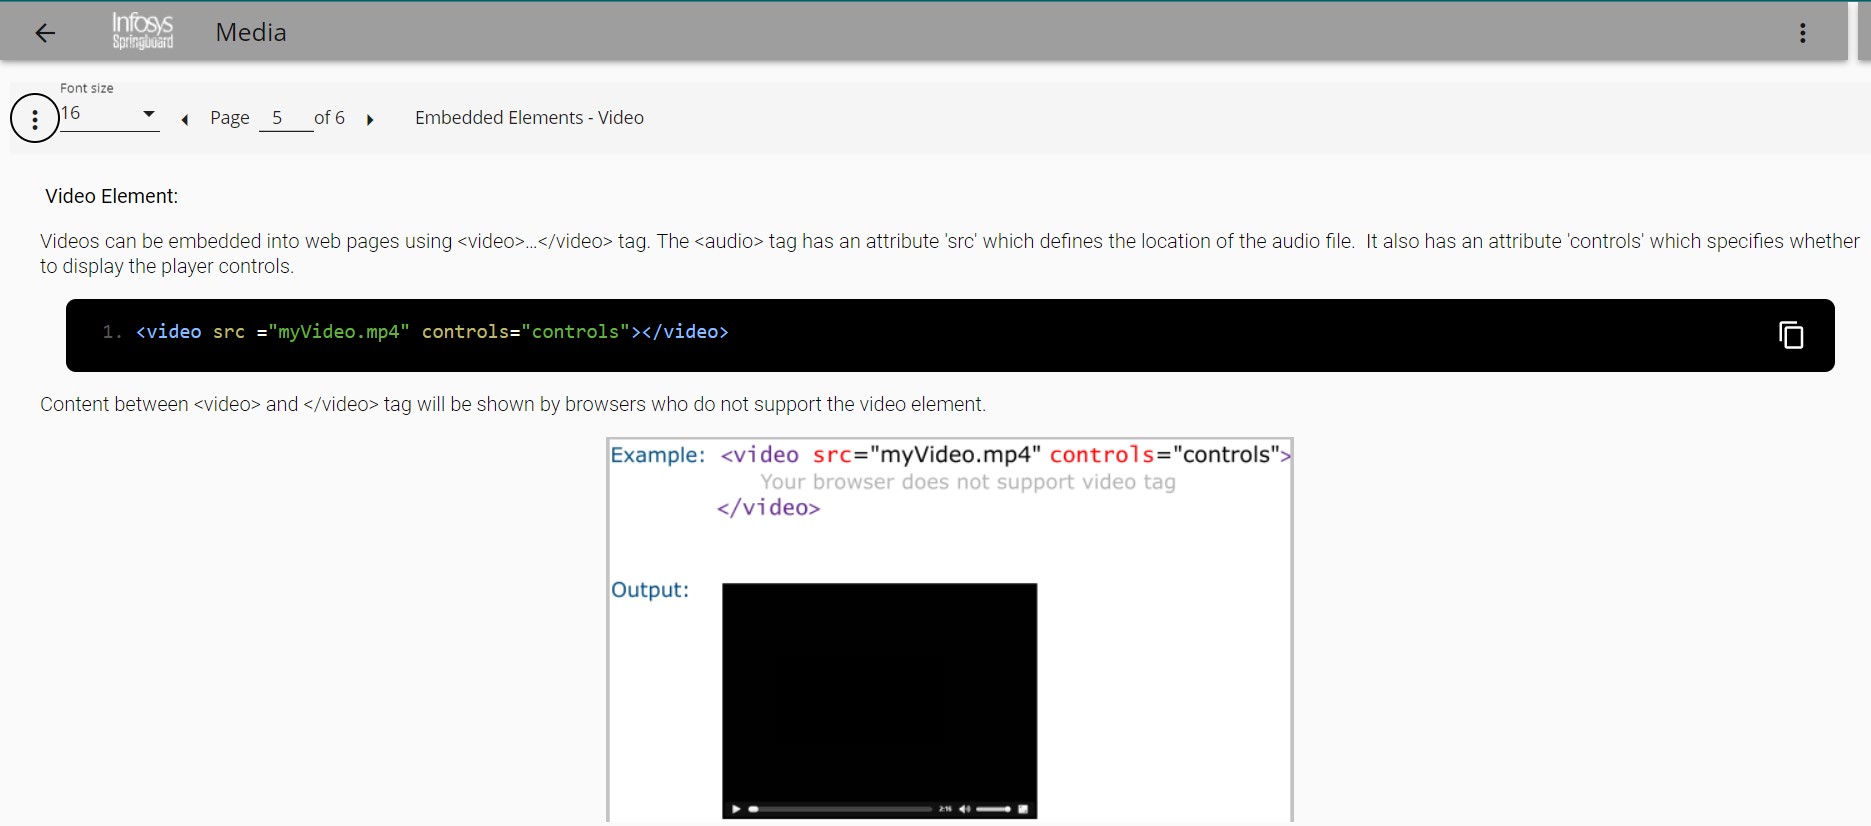 Infosys
Springboard
Media
Font size
16
Page 5 of 6
Embedded Elements - Video
Video Element:
Videos can be embedded into web pages using <video>...</video> tag. The <audio> tag has an attribute 'src' which defines the location of the audio file.  It also has an attribute 'controls' which specifies whether
to display the player controls.
1. <video src ="myVideo.mp4" controls="controls"></video>
Content between <video> and </video> tag will be shown by browsers who do not support the video element.
Example: <video src="myVideo.mp4" controls="controls">
Your browser does not support video tag
</video>
Output:
2:16